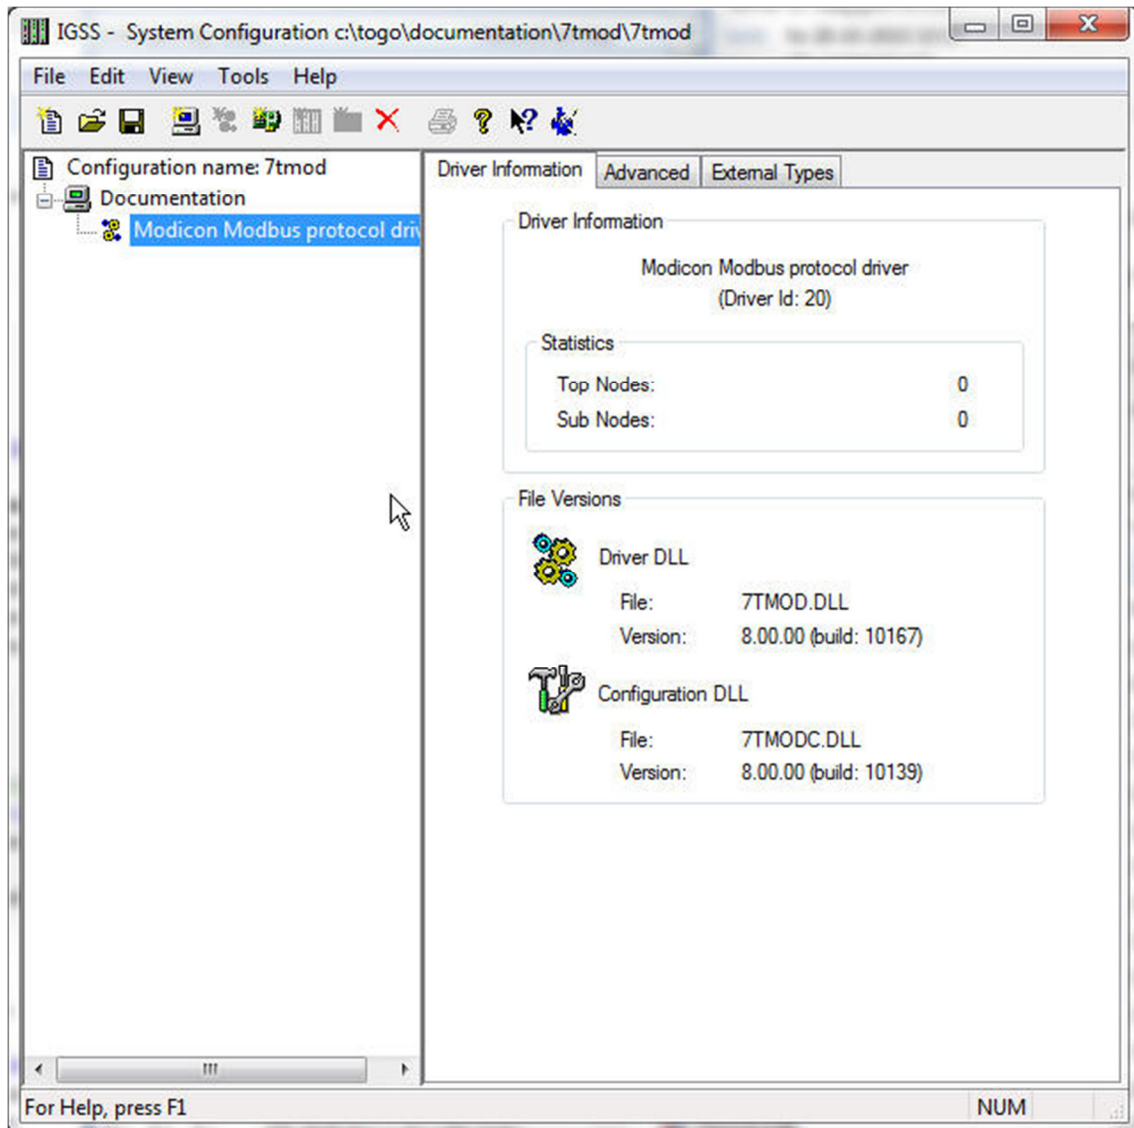 IGSS - System Configuration c:\togo\documentation\7tmod\7tmod
File Edit View Tools Help
Configuration name: 7tmod
Documentation
Modicon Modbus protocol driv
Driver Information Advanced External Types
Driver Information
Modicon Modbus protocol driver
(Driver Id: 20)
Statistics
Top Nodes: 0
Sub Nodes: 0
File Versions
Driver DLL
File: 7TMOD.DLL
Version: 8.00.00 (build: 10167)
Configuration DLL
File: 7TMODC.DLL
Version: 8.00.00 (build: 10139)
For Help, press F1 NUM